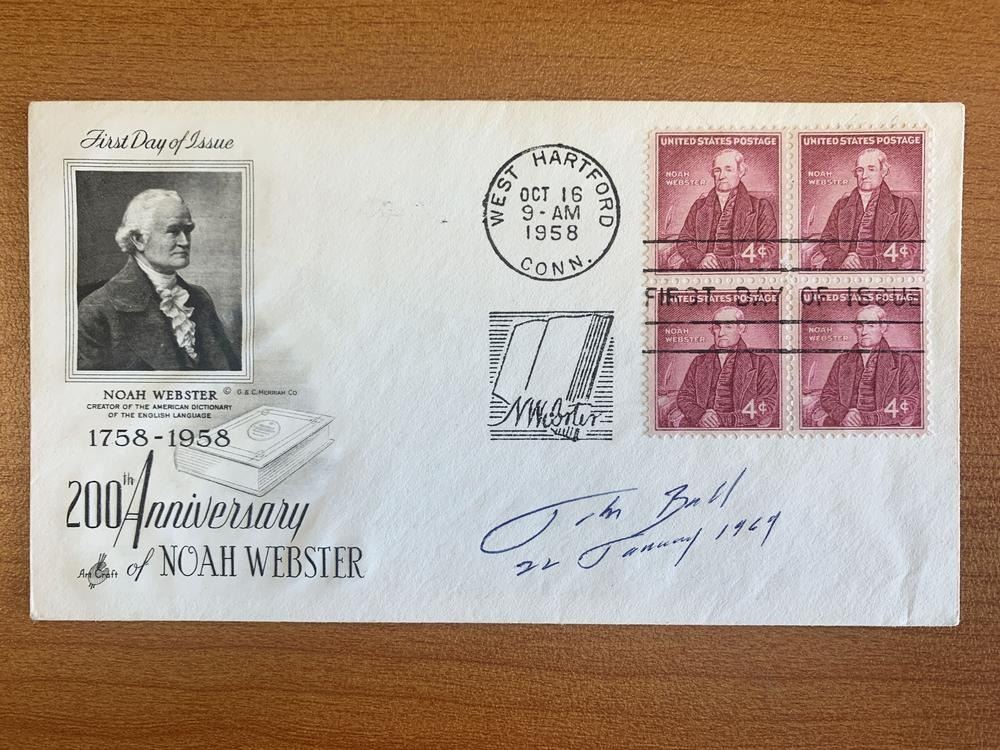 First Day of Issue
NOAH WEBSTER © G. & C. MERRIAM CO
CREATOR OF THE AMERICAN DICTIONARY
OF THE ENGLISH LANGUAGE
1758-1958
200th Anniversary
of NOAH WEBSTER
Art Craft
WEST HARTFORD
OCT 16
9-AM
1958
CONN.
NWebster
UNITED STATES POSTAGE
NOAH
WEBSTER
4¢
UNITED STATES POSTAGE
NOAH
WEBSTER
4¢
FIRST DAY OF ISSUE
UNITED STATES POSTAGE
NOAH
WEBSTER
4¢
UNITED STATES POSTAGE
NOAH
WEBSTER
4¢
John Ball
22 January 1969